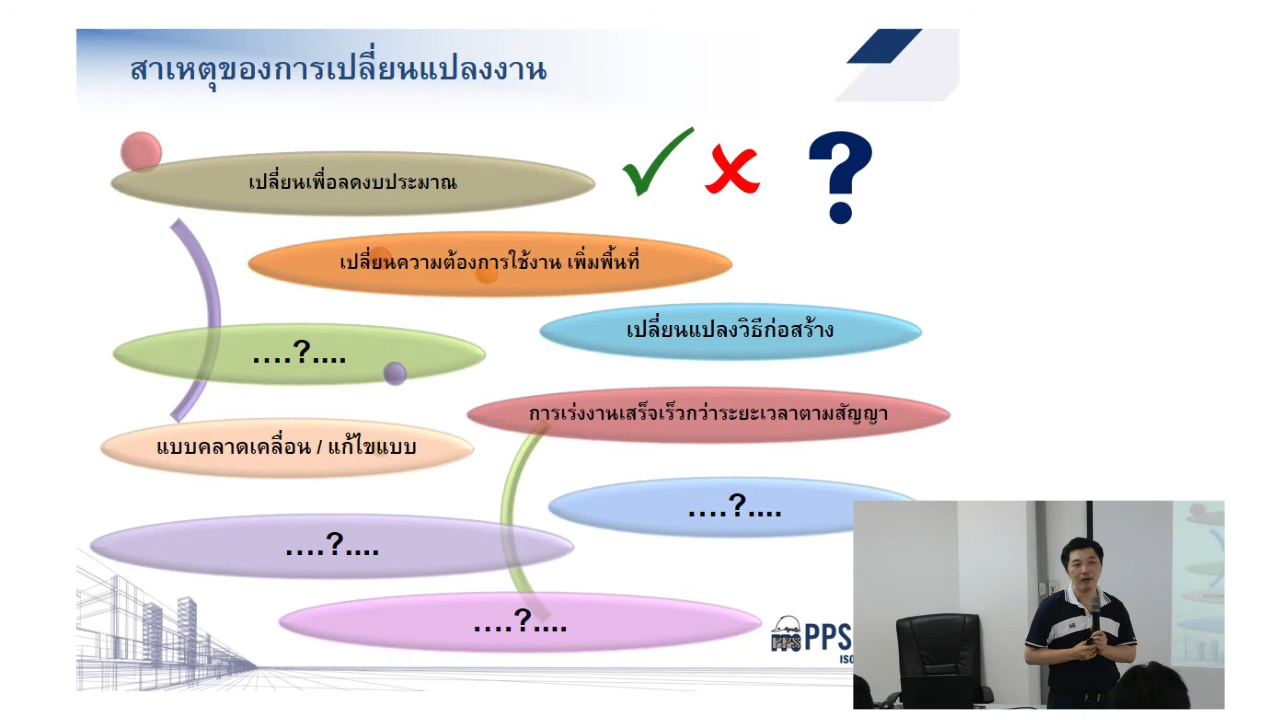 สาเหตุของการเปลี่ยนแปลงงาน
เปลี่ยนเพื่อลดงบประมาณ
?
เปลี่ยนความต้องการใช้งาน เพิ่มพื้นที่
เปลี่ยนแปลงวิธีก่อสร้าง
....?....
การเร่งงานเสร็จเร็วกว่าระยะเวลาตามสัญญา
แบบคลาดเคลื่อน / แก้ไขแบบ
....?....
....?....
....?....
PPS PPS
ISO